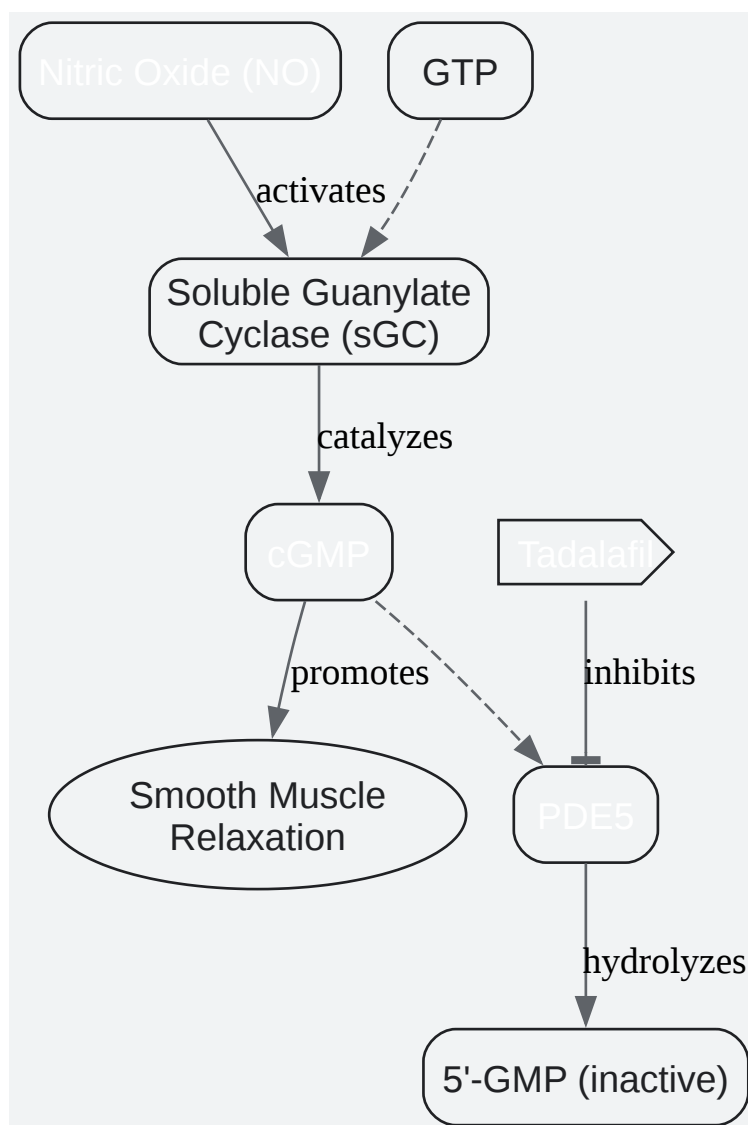 Nitric Oxide (NO)
GTP
activates
Soluble Guanylate
Cyclase (sGC)
catalyzes
cGMP
Tadalafil
promotes
inhibits
Smooth Muscle
Relaxation
PDE5
hydrolyzes
5'-GMP (inactive)